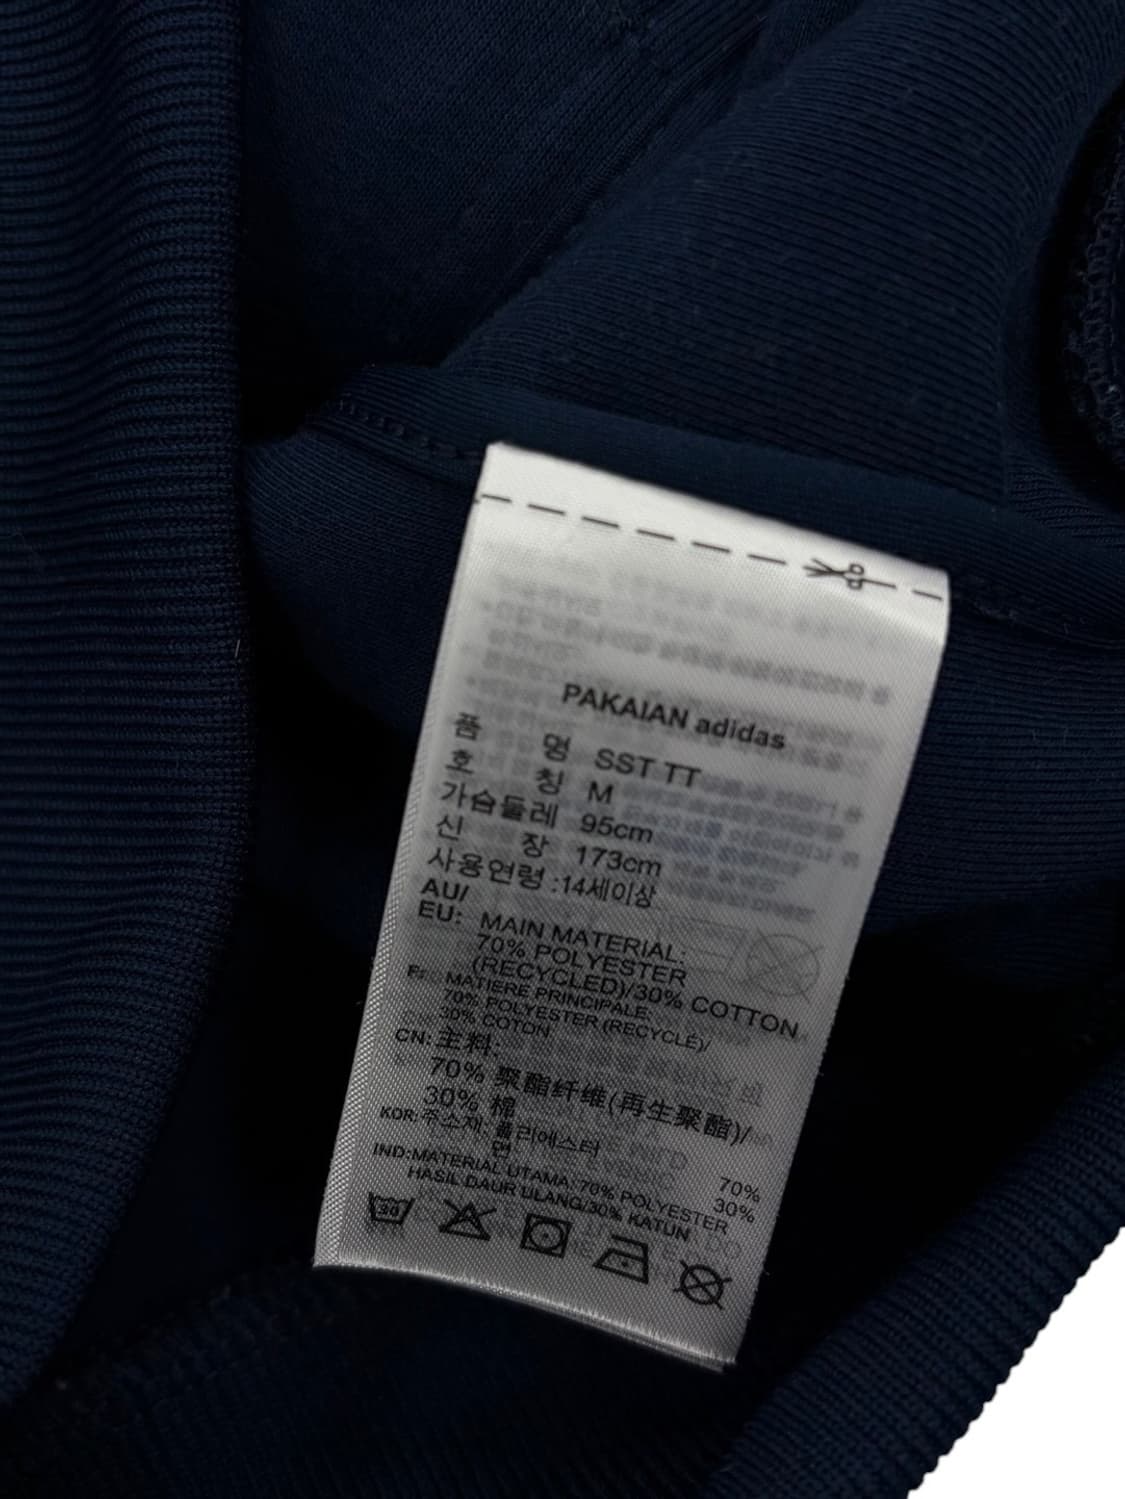 PAKAIAN adidas
품 명 SST TT
호 칭 M
가슴둘레 95cm
신 장 173cm
사용연령 :14세이상
AU/
EU: MAIN MATERIAL:
70% POLYESTER
(RECYCLED)/30% COTTON
MATIERE PRINCIPALE:
70% POLYESTER (RECYCLÉ)/
30% COTON
CN: 主料:
70% 聚酯纤维(再生聚酯)/
30% 棉
KOR: 주소재: 폴리에스터 70%
면 30%
IND:MATERIAL UTAMA: 70% POLYESTER
HASIL DAUR ULANG/30% KATUN
30